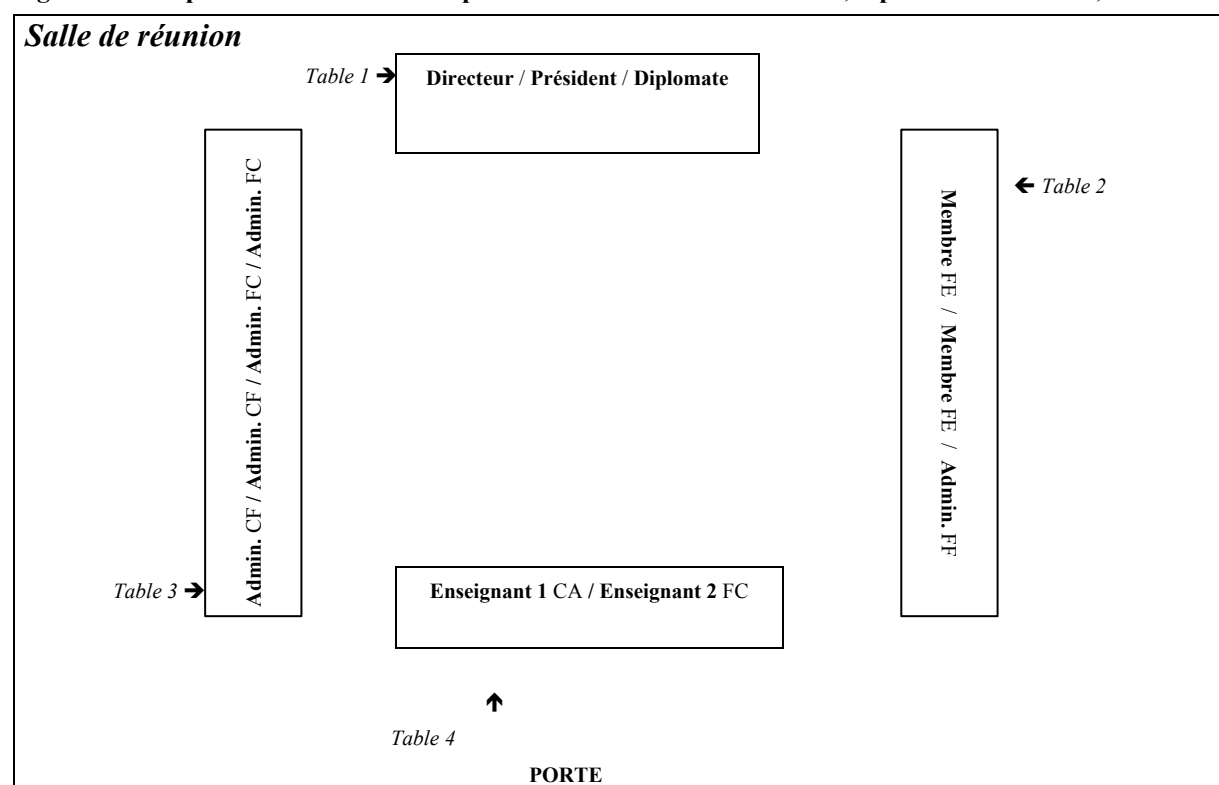 Salle de réunion
Table 1 ➔
Directeur / Président / Diplomate
Admin. CF / Admin. CF / Admin. FC / Admin. FC
Membre FE / Membre FE / Admin. FF
🡰 Table 2
Table 3 ➔
Enseignant 1 CA / Enseignant 2 FC
🡱
Table 4
PORTE